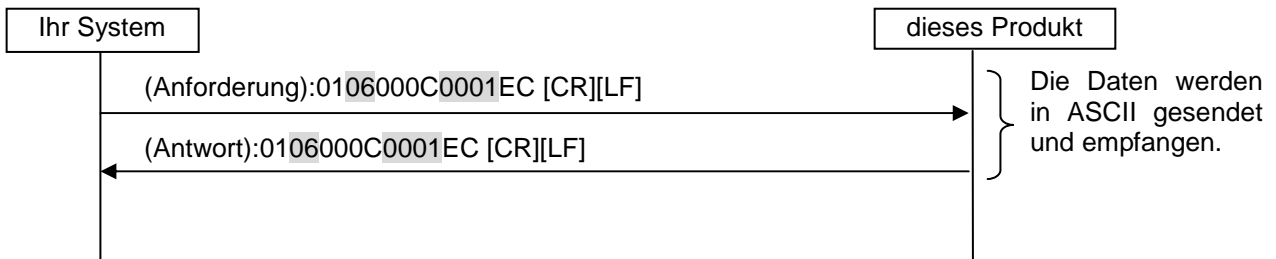 Ihr System
dieses Produkt
(Anforderung):0106000C0001EC [CR][LF]
(Antwort):0106000C0001EC [CR][LF]
Die Daten werden
in ASCII gesendet
und empfangen.